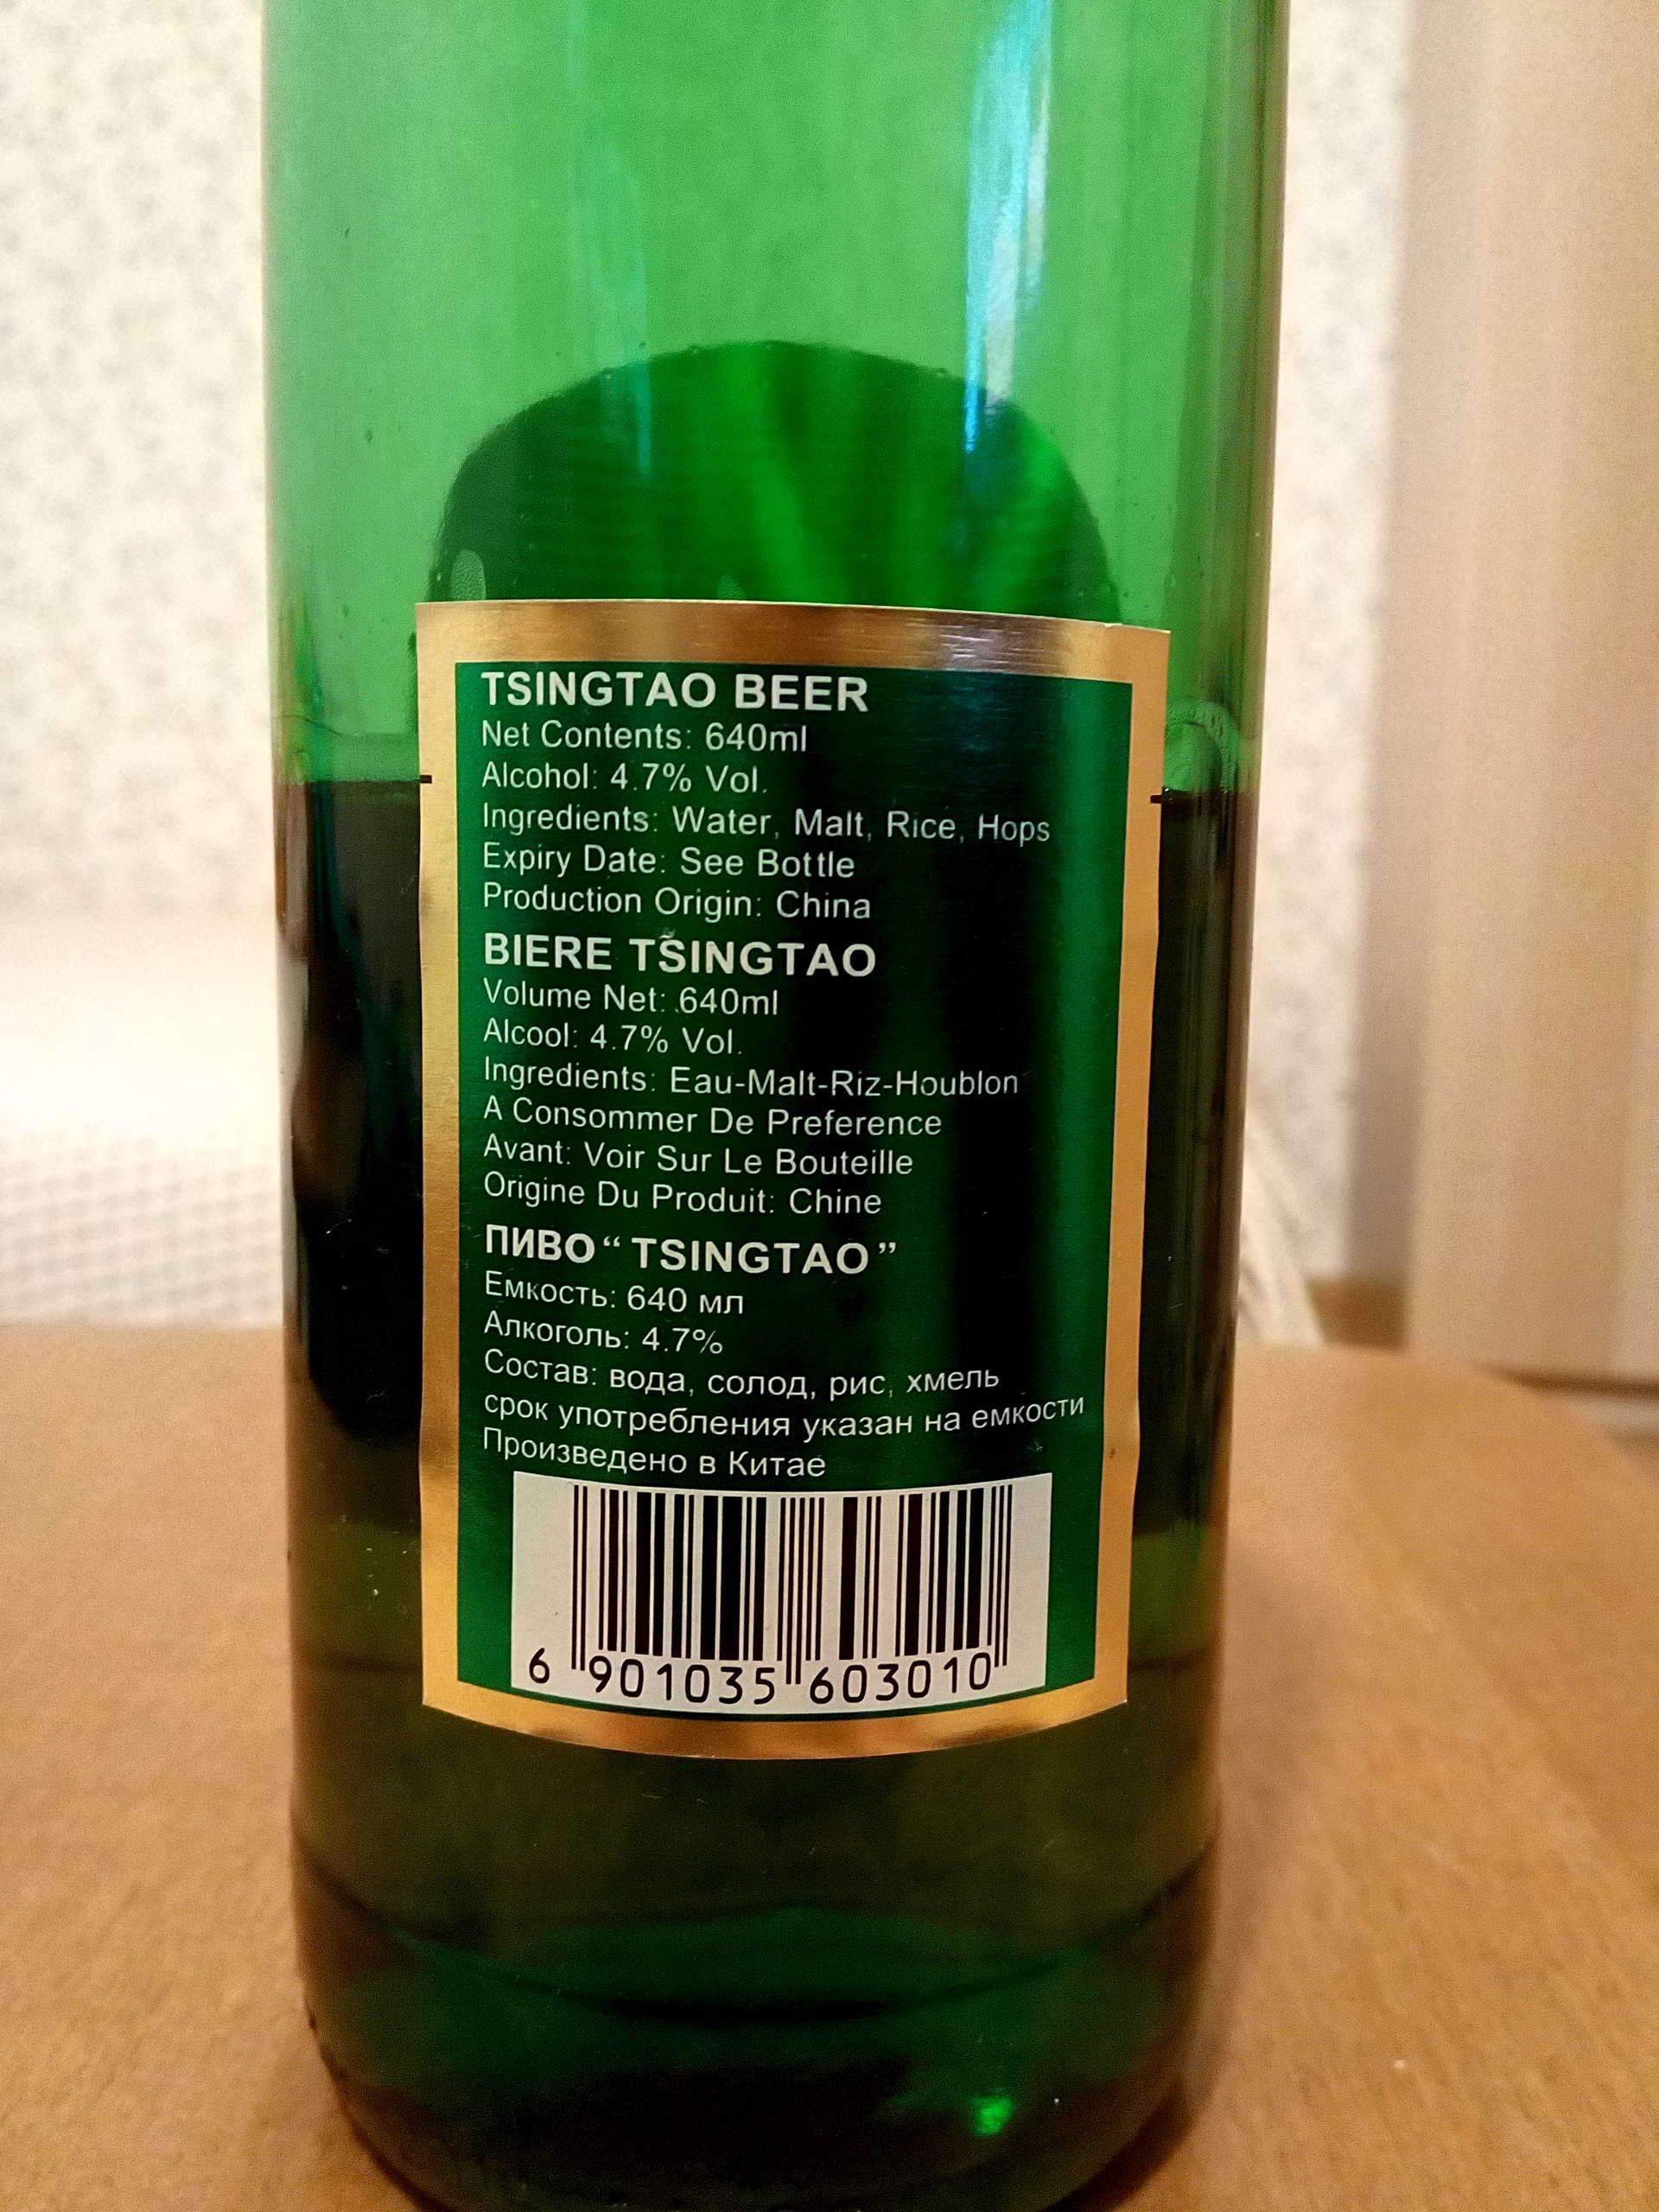 TSINGTAO BEER
Net Contents: 640ml
Alcohol: 4.7% Vol.
Ingredients: Water, Malt, Rice, Hops
Expiry Date: See Bottle
Production Origin: China
BIERE TSINGTAO
Volume Net: 640ml
Alcool: 4.7% Vol.
Ingredients: Eau-Malt-Riz-Houblon
A Consommer De Preference
Avant: Voir Sur Le Bouteille
Origine Du Produit: Chine
ПИВО “TSINGTAO”
Емкость: 640 мл
Алкоголь: 4.7%
Состав: вода, солод, рис, хмель
срок употребления указан на емкости
Произведено в Китае
6 901035 603010